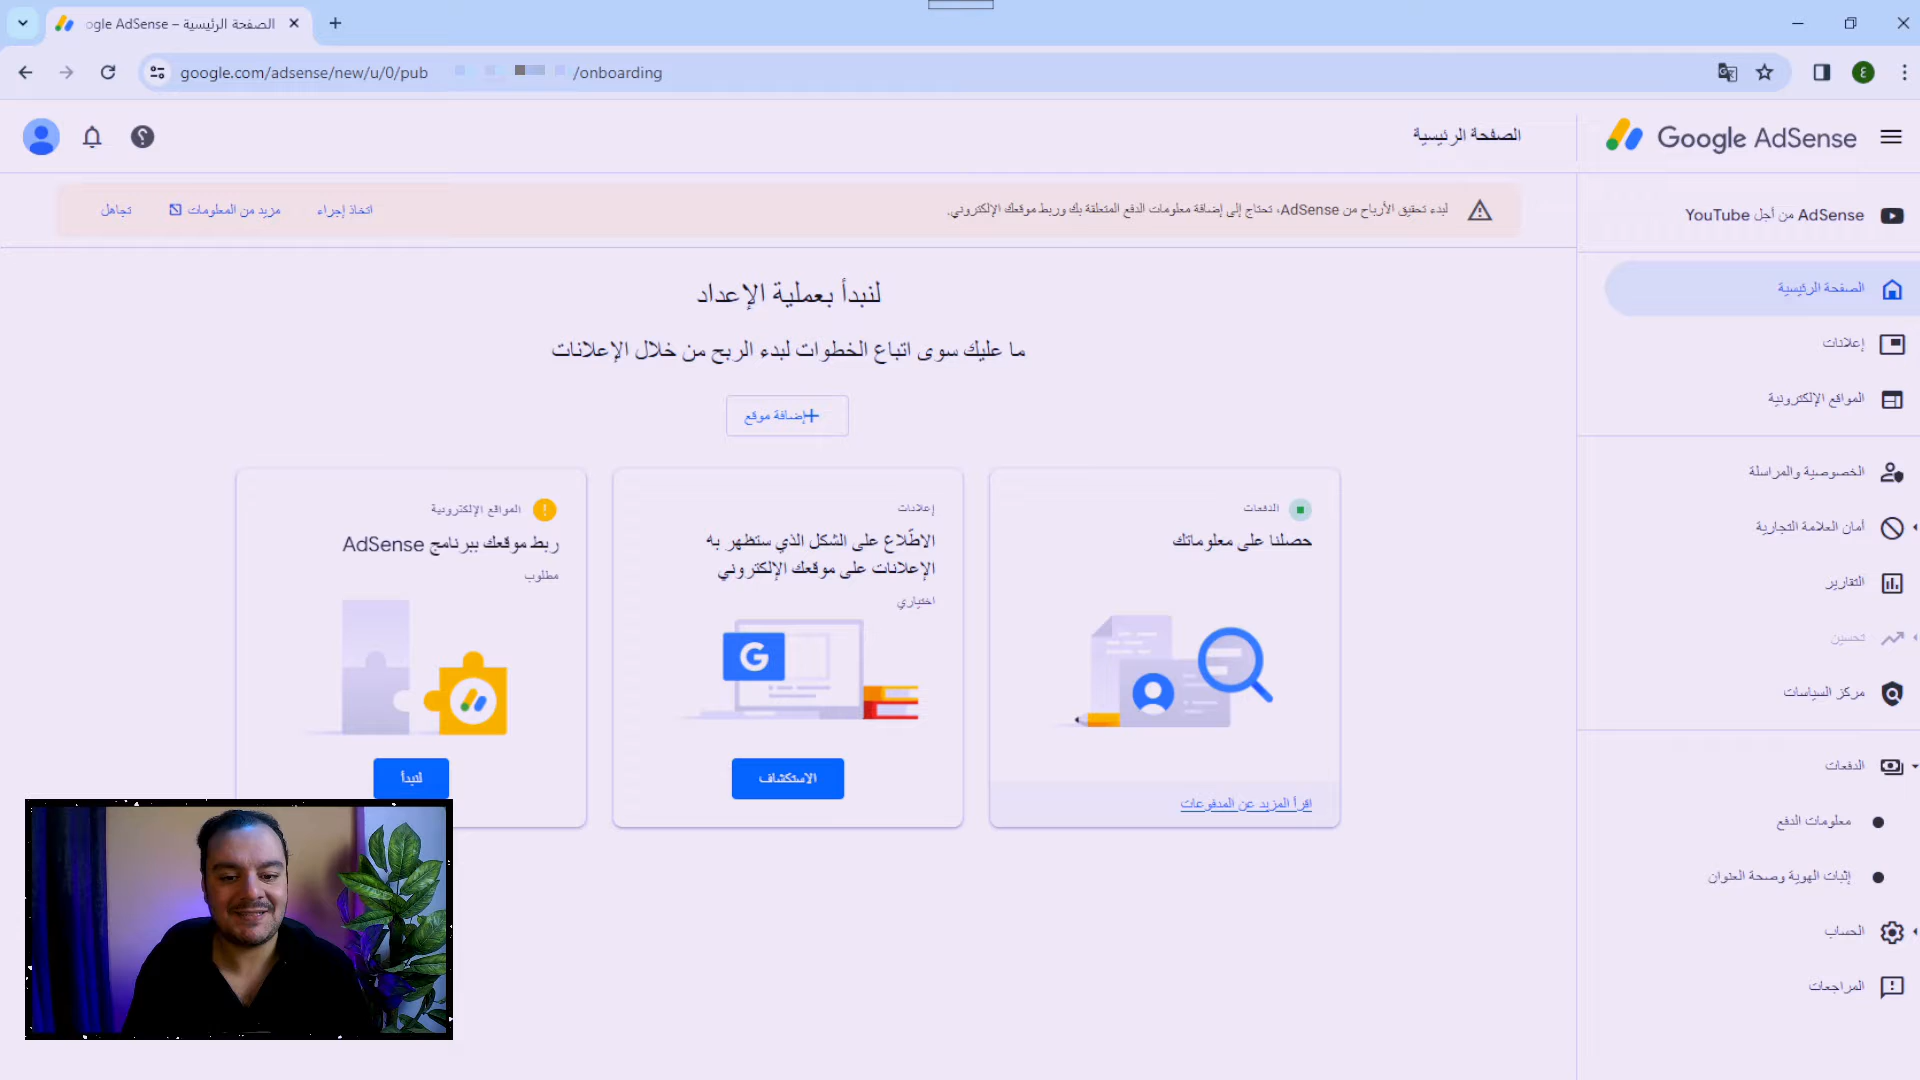 ogle AdSense – الصفحة الرئيسية
google.com/adsense/new/u/0/pub
/onboarding
Google AdSense
الصفحة الرئيسية
لبدء تحقيق الأرباح من AdSense، تحتاج إلى إضافة معلومات الدفع المتعلقة بك وربط موقعك الإلكتروني.
اتخاذ إجراء
مزيد من المعلومات
تجاهل
AdSense من أجل YouTube
الصفحة الرئيسية
إعلانات
المواقع الإلكترونية
الخصوصية والمراسلة
أمان العلامة التجارية
التقارير
تحسين
مركز السياسات
الدفعات
معلومات الدفع
إثبات الهوية وصحة العنوان
الحساب
المراجعات
لنبدأ بعملية الإعداد
ما عليك سوى اتباع الخطوات لبدء الربح من خلال الإعلانات
إضافة موقع
الدفعات
حصلنا على معلوماتك
اقرأ المزيد عن المدفوعات
إعلانات
الاطّلاع على الشكل الذي ستظهر به
الإعلانات على موقعك الإلكتروني
اختياري
G
الاستكشاف
المواقع الإلكترونية
ربط موقعك ببرنامج AdSense
مطلوب
لنبدأ